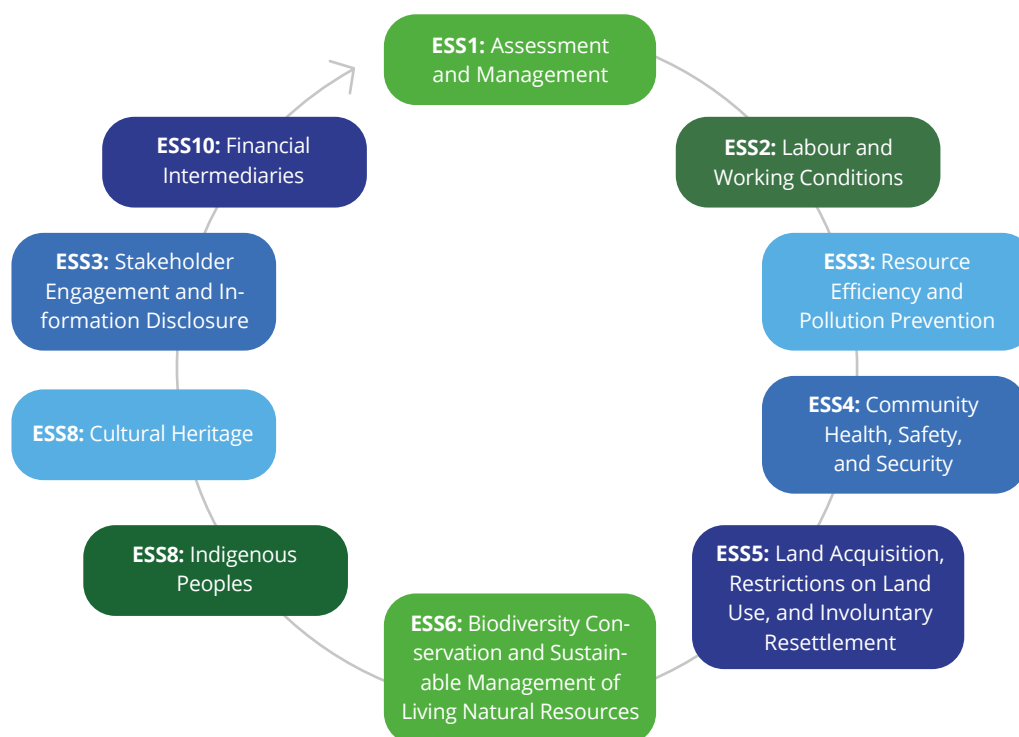 ESS1: Assessment
and Management
ESS2: Labour and
Working Conditions
ESS3: Resource
Efficiency and
Pollution Prevention
ESS4: Community
Health, Safety,
and Security
ESS5: Land Acquisition,
Restrictions on Land
Use, and Involuntary
Resettlement
ESS6: Biodiversity Con-
servation and Sustain-
able Management of
Living Natural Resources
ESS8: Indigenous
Peoples
ESS8: Cultural Heritage
ESS3: Stakeholder
Engagement and In-
formation Disclosure
ESS10: Financial
Intermediaries